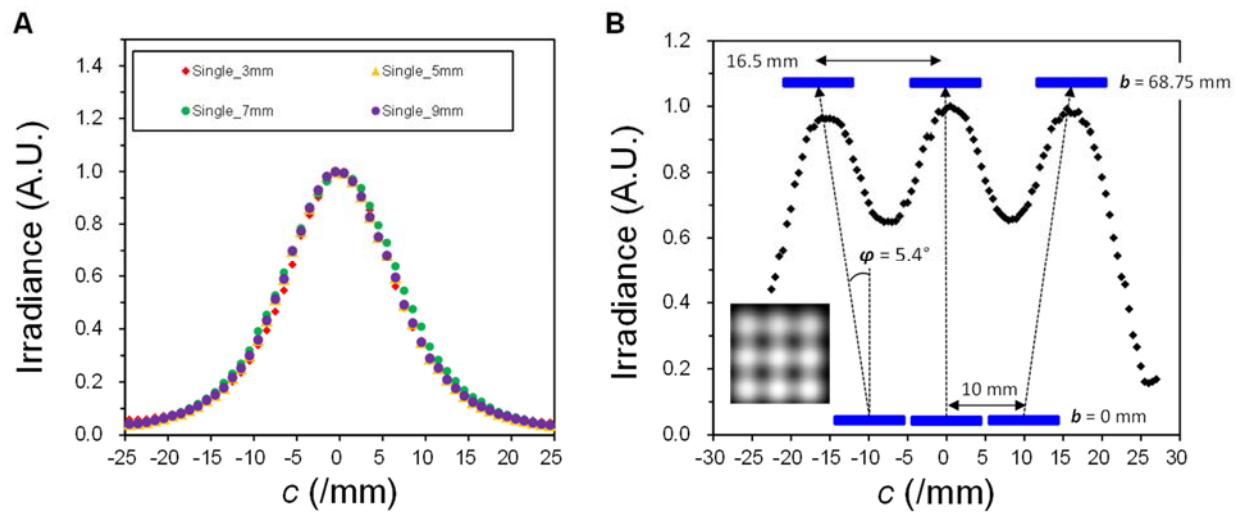 A
Irradiance (A.U.)
1.4
1.2
1.0
0.8
0.6
0.4
0.2
0.0
Single_3mm Single_5mm
Single_7mm Single_9mm
-25 -20 -15 -10 -5 0 5 10 15 20 25
c (/mm)
B
Irradiance (A.U.)
1.2
1.0
0.8
0.6
0.4
0.2
0.0
16.5 mm
b = 68.75 mm
φ = 5.4°
10 mm
b = 0 mm
-30 -25 -20 -15 -10 -5 0 5 10 15 20 25 30
c (/mm)